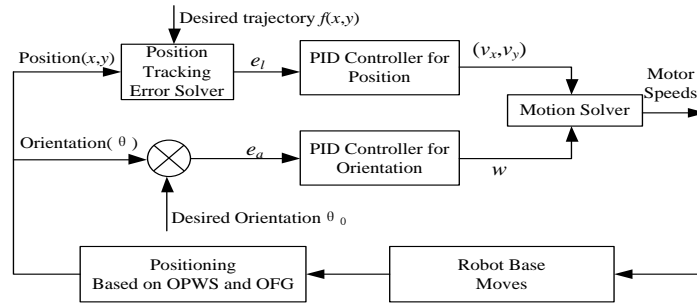 Desired trajectory f(x,y)
Position(x,y)
Position
Tracking
Error Solver
e_l
PID Controller for
Position
(v_x,v_y)
Motor
Speeds
Motion Solver
Orientation( θ )
e_a
PID Controller for
Orientation
w
Desired Orientation θ ₀
Positioning
Based on OPWS and OFG
Robot Base
Moves